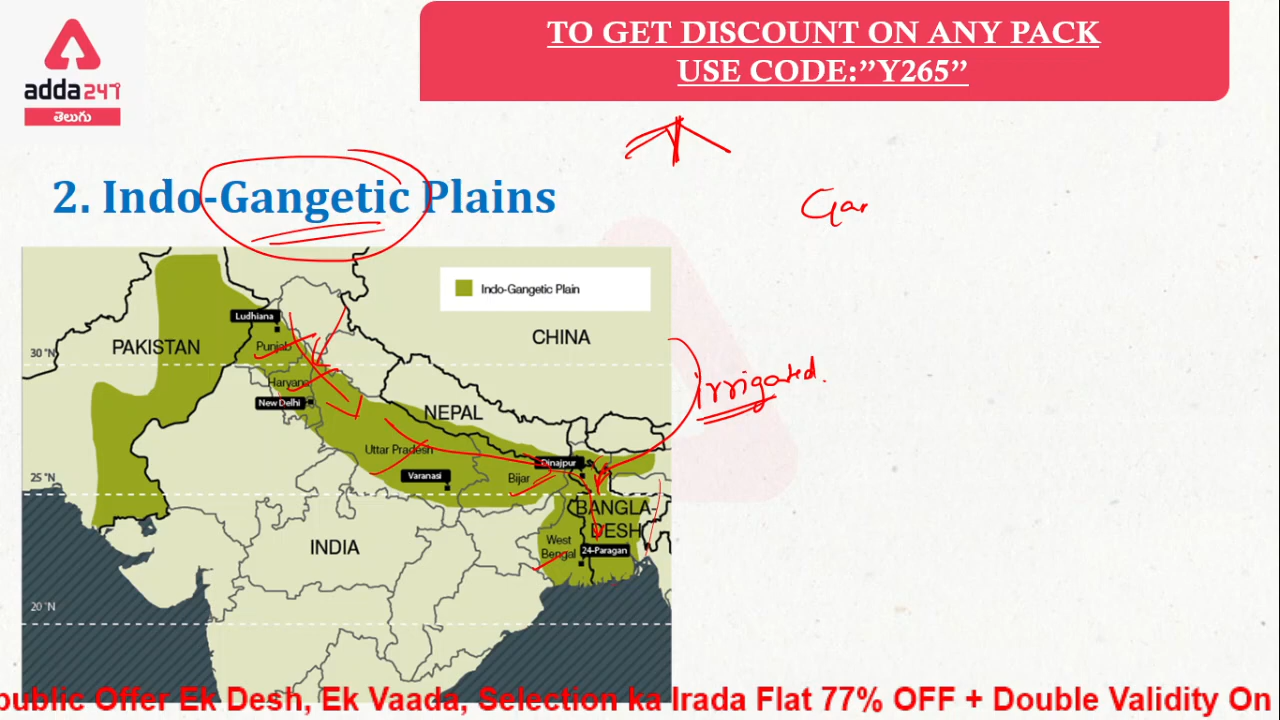 TO GET DISCOUNT ON ANY PACK
USE CODE:”Y265”
adda247
తెలుగు
2. Indo-Gangetic Plains
Gan
Indo-Gangetic Plain
Ludhiana
CHINA
PAKISTAN
Punjab
30 °N
Haryana
Irrigated.
New Delhi
NEPAL
Uttar Pradesh
Dinajpur
25 °N
Varanasi
Bijar
BANGLA-
DESH
INDIA
West
Bengal
24-Paragan
20 °N
public Offer Ek Desh, Ek Vaada, Selection ka Irada Flat 77% OFF + Double Validity On